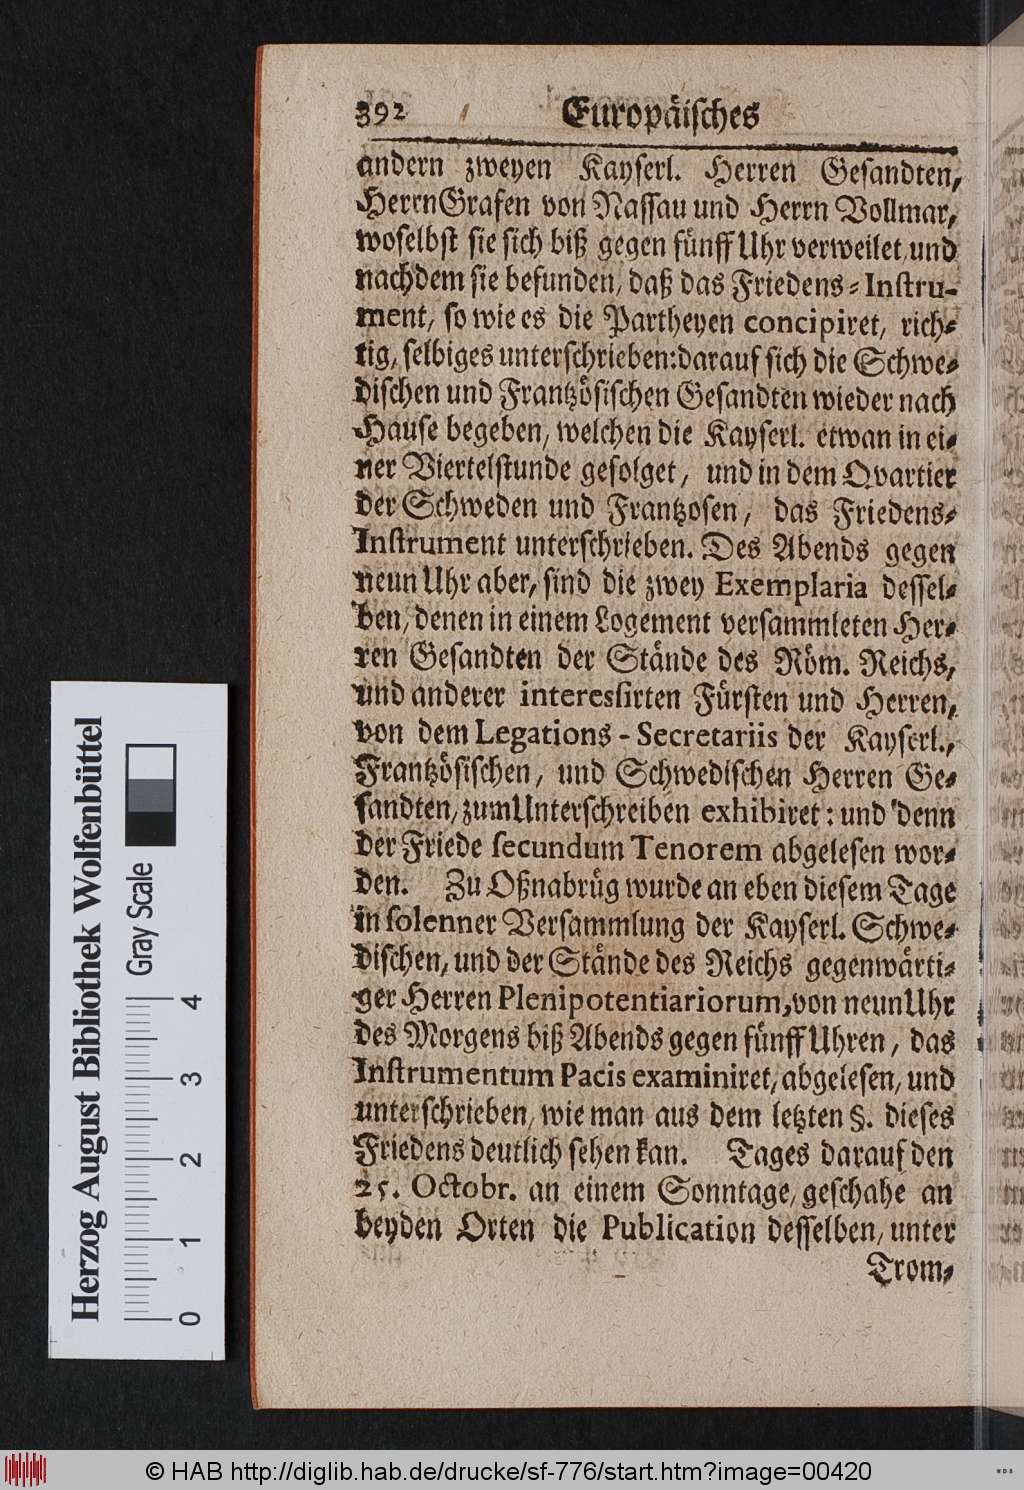 392 Europäisches
andern zweyen Kayserl. Herren Gesandten,
Herrn Grafen von Nassau und Herrn Vollmar,
woselbst sie sich biß gegen fünff Uhr verweilet, und
nachdem sie befunden, daß das Friedens-Instru-
ment, so wie es die Partheyen concipiret, rich-
tig, selbiges unterschrieben: darauf sich die Schwe-
dischen und Frantzösischen Gesandten wieder nach
Hause begeben, welchen die Kayserl. etwan in ei-
ner Viertelstunde gefolget, und in dem Qvartier
der Schweden und Frantzosen, das Friedens-
Instrument unterschrieben. Des Abends gegen
neun Uhr aber, sind die zwey Exemplaria dessel-
ben, denen in einem Logement versammleten Her-
ren Gesandten der Stände des Röm. Reichs,
und anderer interessirten Fürsten und Herren,
von dem Legations-Secretariis der Kayserl.,
Frantzösischen, und Schwedischen Herren Ge-
sandten, zum Unterschreiben exhibiret: und denn
der Friede secundum Tenorem abgelesen wor-
den. Zu Oßnabrüg wurde an eben diesem Tage
in solenner Versammlung der Kayserl. Schwe-
dischen, und der Stände des Reichs gegenwärti-
ger Herren Plenipotentiariorum, von neun Uhr
des Morgens biß Abends gegen fünff Uhren, das
Instrumentum Pacis examiniret, abgelesen, und
unterschrieben, wie man aus dem letzten §. dieses
Friedens deutlich sehen kan. Tages darauf den
25. Octobr. an einem Sonntage, geschahe an
beyden Orten die Publication desselben, unter
Trom-
Herzog August Bibliothek Wolfenbüttel
Gray Scale
0 1 2 3 4
© HAB http://diglib.hab.de/drucke/sf-776/start.htm?image=00420